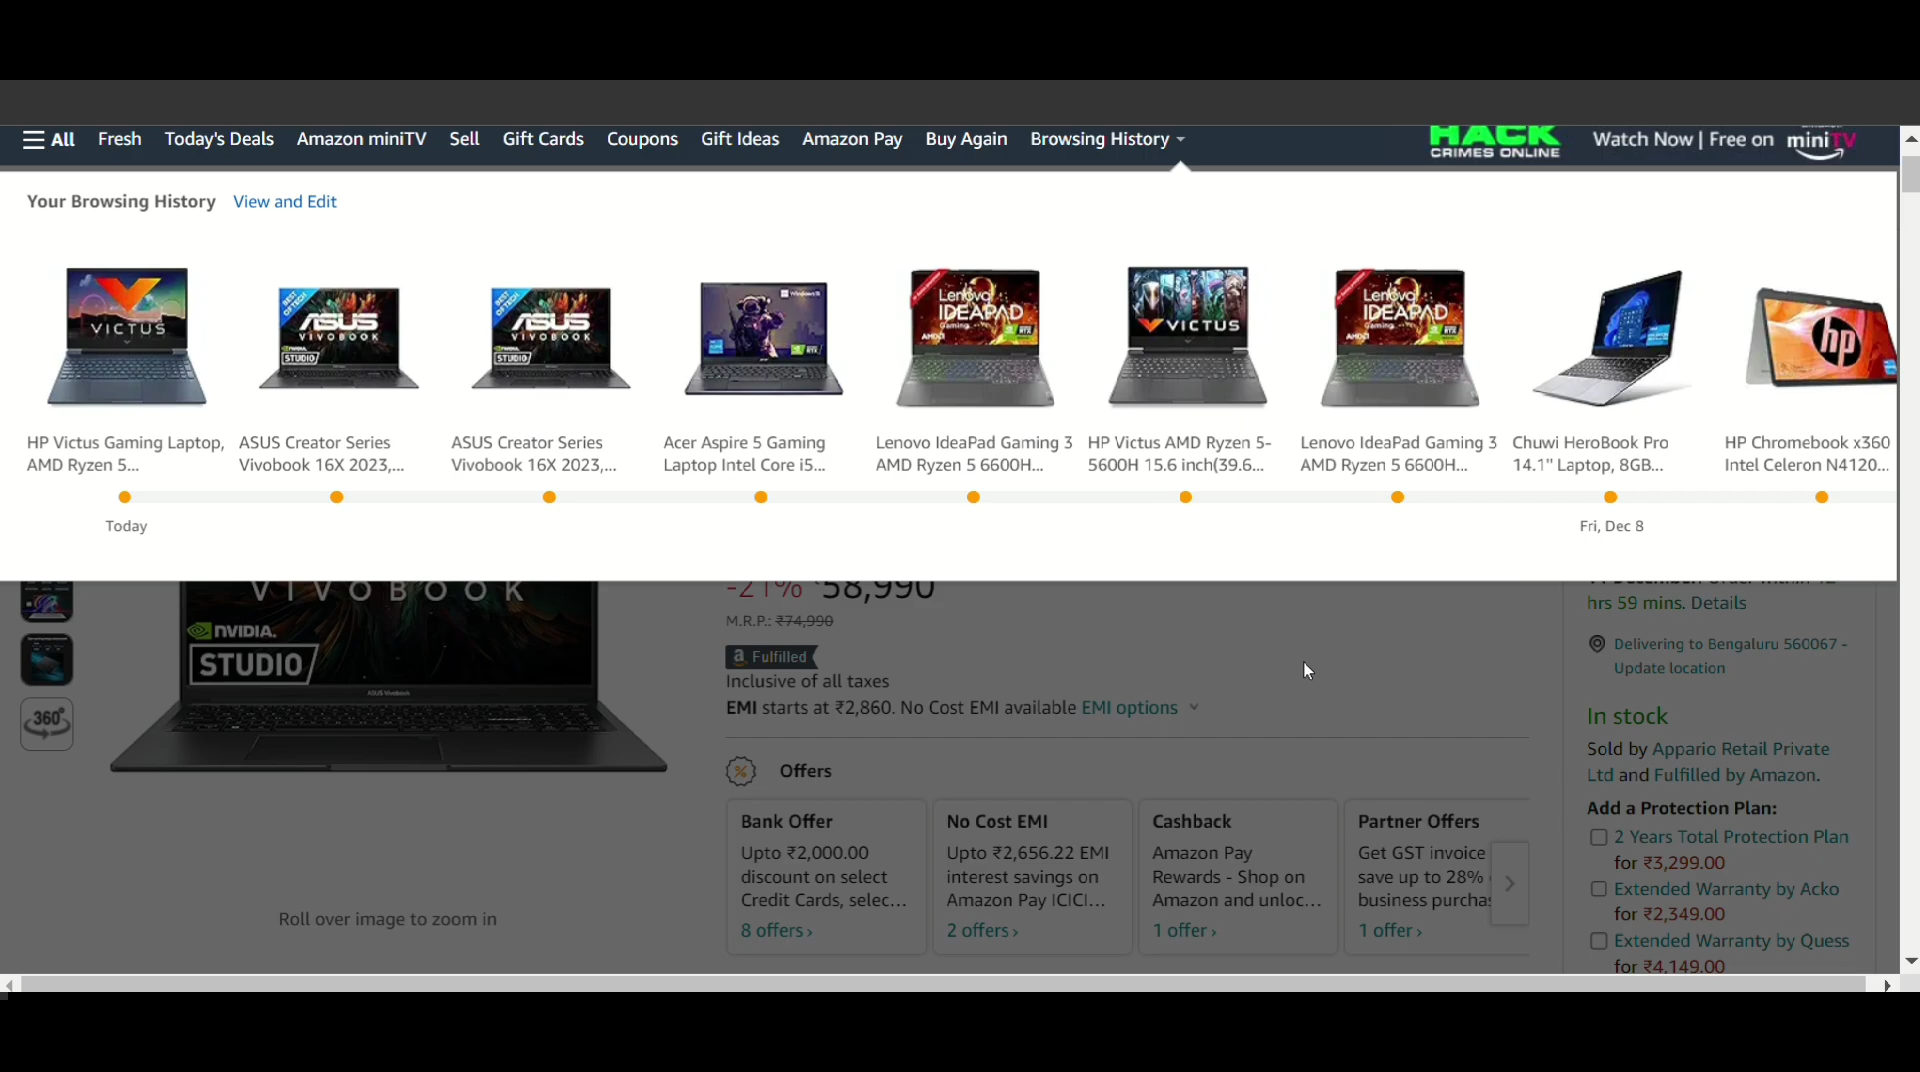 All Fresh Today's Deals Amazon miniTV Sell Gift Cards Coupons Gift Ideas Amazon Pay Buy Again Browsing History
HACK
CRIMES ONLINE
Watch Now | Free on miniTV
Your Browsing History View and Edit
VICTUS
BEST OF TECH
ASUS
VIVOBOOK
STUDIO
BEST OF TECH
ASUS
VIVOBOOK
STUDIO
Lenovo
IDEAPAD
Gaming
VICTUS
Lenovo
IDEAPAD
Gaming
hp
HP Victus Gaming Laptop,
AMD Ryzen 5...
ASUS Creator Series
Vivobook 16X 2023,...
ASUS Creator Series
Vivobook 16X 2023,...
Acer Aspire 5 Gaming
Laptop Intel Core i5...
Lenovo IdeaPad Gaming 3
AMD Ryzen 5 6600H...
HP Victus AMD Ryzen 5-
5600H 15.6 inch(39.6...
Lenovo IdeaPad Gaming 3
AMD Ryzen 5 6600H...
Chuwi HeroBook Pro
14.1" Laptop, 8GB...
HP Chromebook x360
Intel Celeron N4120...
Today
Fri, Dec 8
VIVOBOOK
NVIDIA.
STUDIO
ASUS Vivobook
360°
Roll over image to zoom in
-21% 58,990
M.R.P.: ₹74,990
a Fulfilled
Inclusive of all taxes
EMI starts at ₹2,860. No Cost EMI available EMI options
Offers
Bank Offer
Upto ₹2,000.00
discount on select
Credit Cards, selec...
8 offers
No Cost EMI
Upto ₹2,656.22 EMI
interest savings on
Amazon Pay ICICI...
2 offers
Cashback
Amazon Pay
Rewards - Shop on
Amazon and unloc...
1 offer
Partner Offers
Get GST invoice
save up to 28%
business purchas
1 offer
hrs 59 mins. Details
Delivering to Bengaluru 560067 -
Update location
In stock
Sold by Appario Retail Private
Ltd and Fulfilled by Amazon.
Add a Protection Plan:
2 Years Total Protection Plan
for ₹3,299.00
Extended Warranty by Acko
for ₹2,349.00
Extended Warranty by Quess
for ₹4,149.00